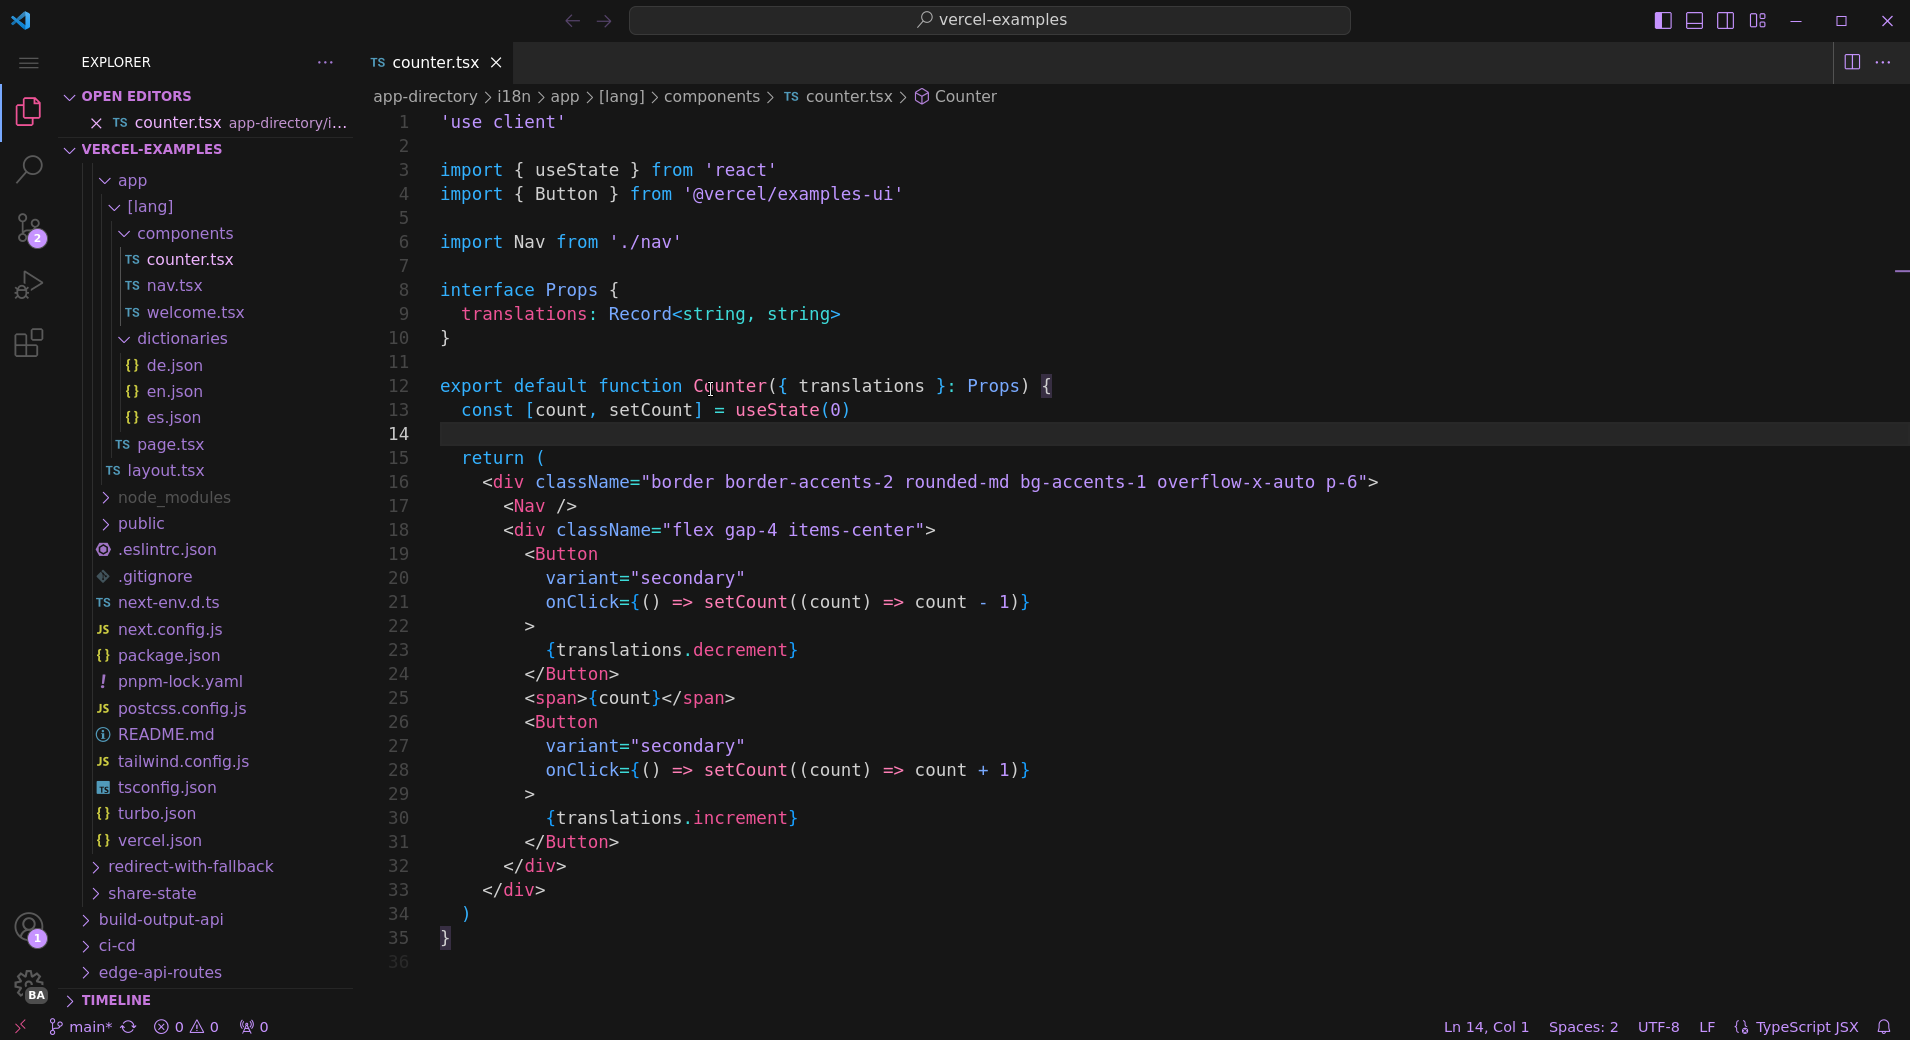 vercel-examples
EXPLORER
OPEN EDITORS
counter.tsx app-directory/i...
VERCEL-EXAMPLES
app
[lang]
components
TS counter.tsx
TS nav.tsx
TS welcome.tsx
dictionaries
{} de.json
{} en.json
{} es.json
TS page.tsx
TS layout.tsx
node_modules
public
.eslintrc.json
.gitignore
TS next-env.d.ts
JS next.config.js
{} package.json
! pnpm-lock.yaml
JS postcss.config.js
README.md
JS tailwind.config.js
TS tsconfig.json
{} turbo.json
{} vercel.json
redirect-with-fallback
share-state
build-output-api
ci-cd
edge-api-routes
TIMELINE
2
1
BA
TS counter.tsx
app-directory > i18n > app > [lang] > components > TS counter.tsx > Counter
1 'use client'
2
3 import { useState } from 'react'
4 import { Button } from '@vercel/examples-ui'
5
6 import Nav from './nav'
7
8 interface Props {
9   translations: Record<string, string>
10 }
11
12 export default function Counter({ translations }: Props) {
13   const [count, setCount] = useState(0)
14
15   return (
16     <div className="border border-accents-2 rounded-md bg-accents-1 overflow-x-auto p-6">
17       <Nav />
18       <div className="flex gap-4 items-center">
19         <Button
20           variant="secondary"
21           onClick={() => setCount((count) => count - 1)}
22         >
23           {translations.decrement}
24         </Button>
25         <span>{count}</span>
26         <Button
27           variant="secondary"
28           onClick={() => setCount((count) => count + 1)}
29         >
30           {translations.increment}
31         </Button>
32       </div>
33     </div>
34   )
35 }
36
main* 0 0 0 Ln 14, Col 1 Spaces: 2 UTF-8 LF {} TypeScript JSX